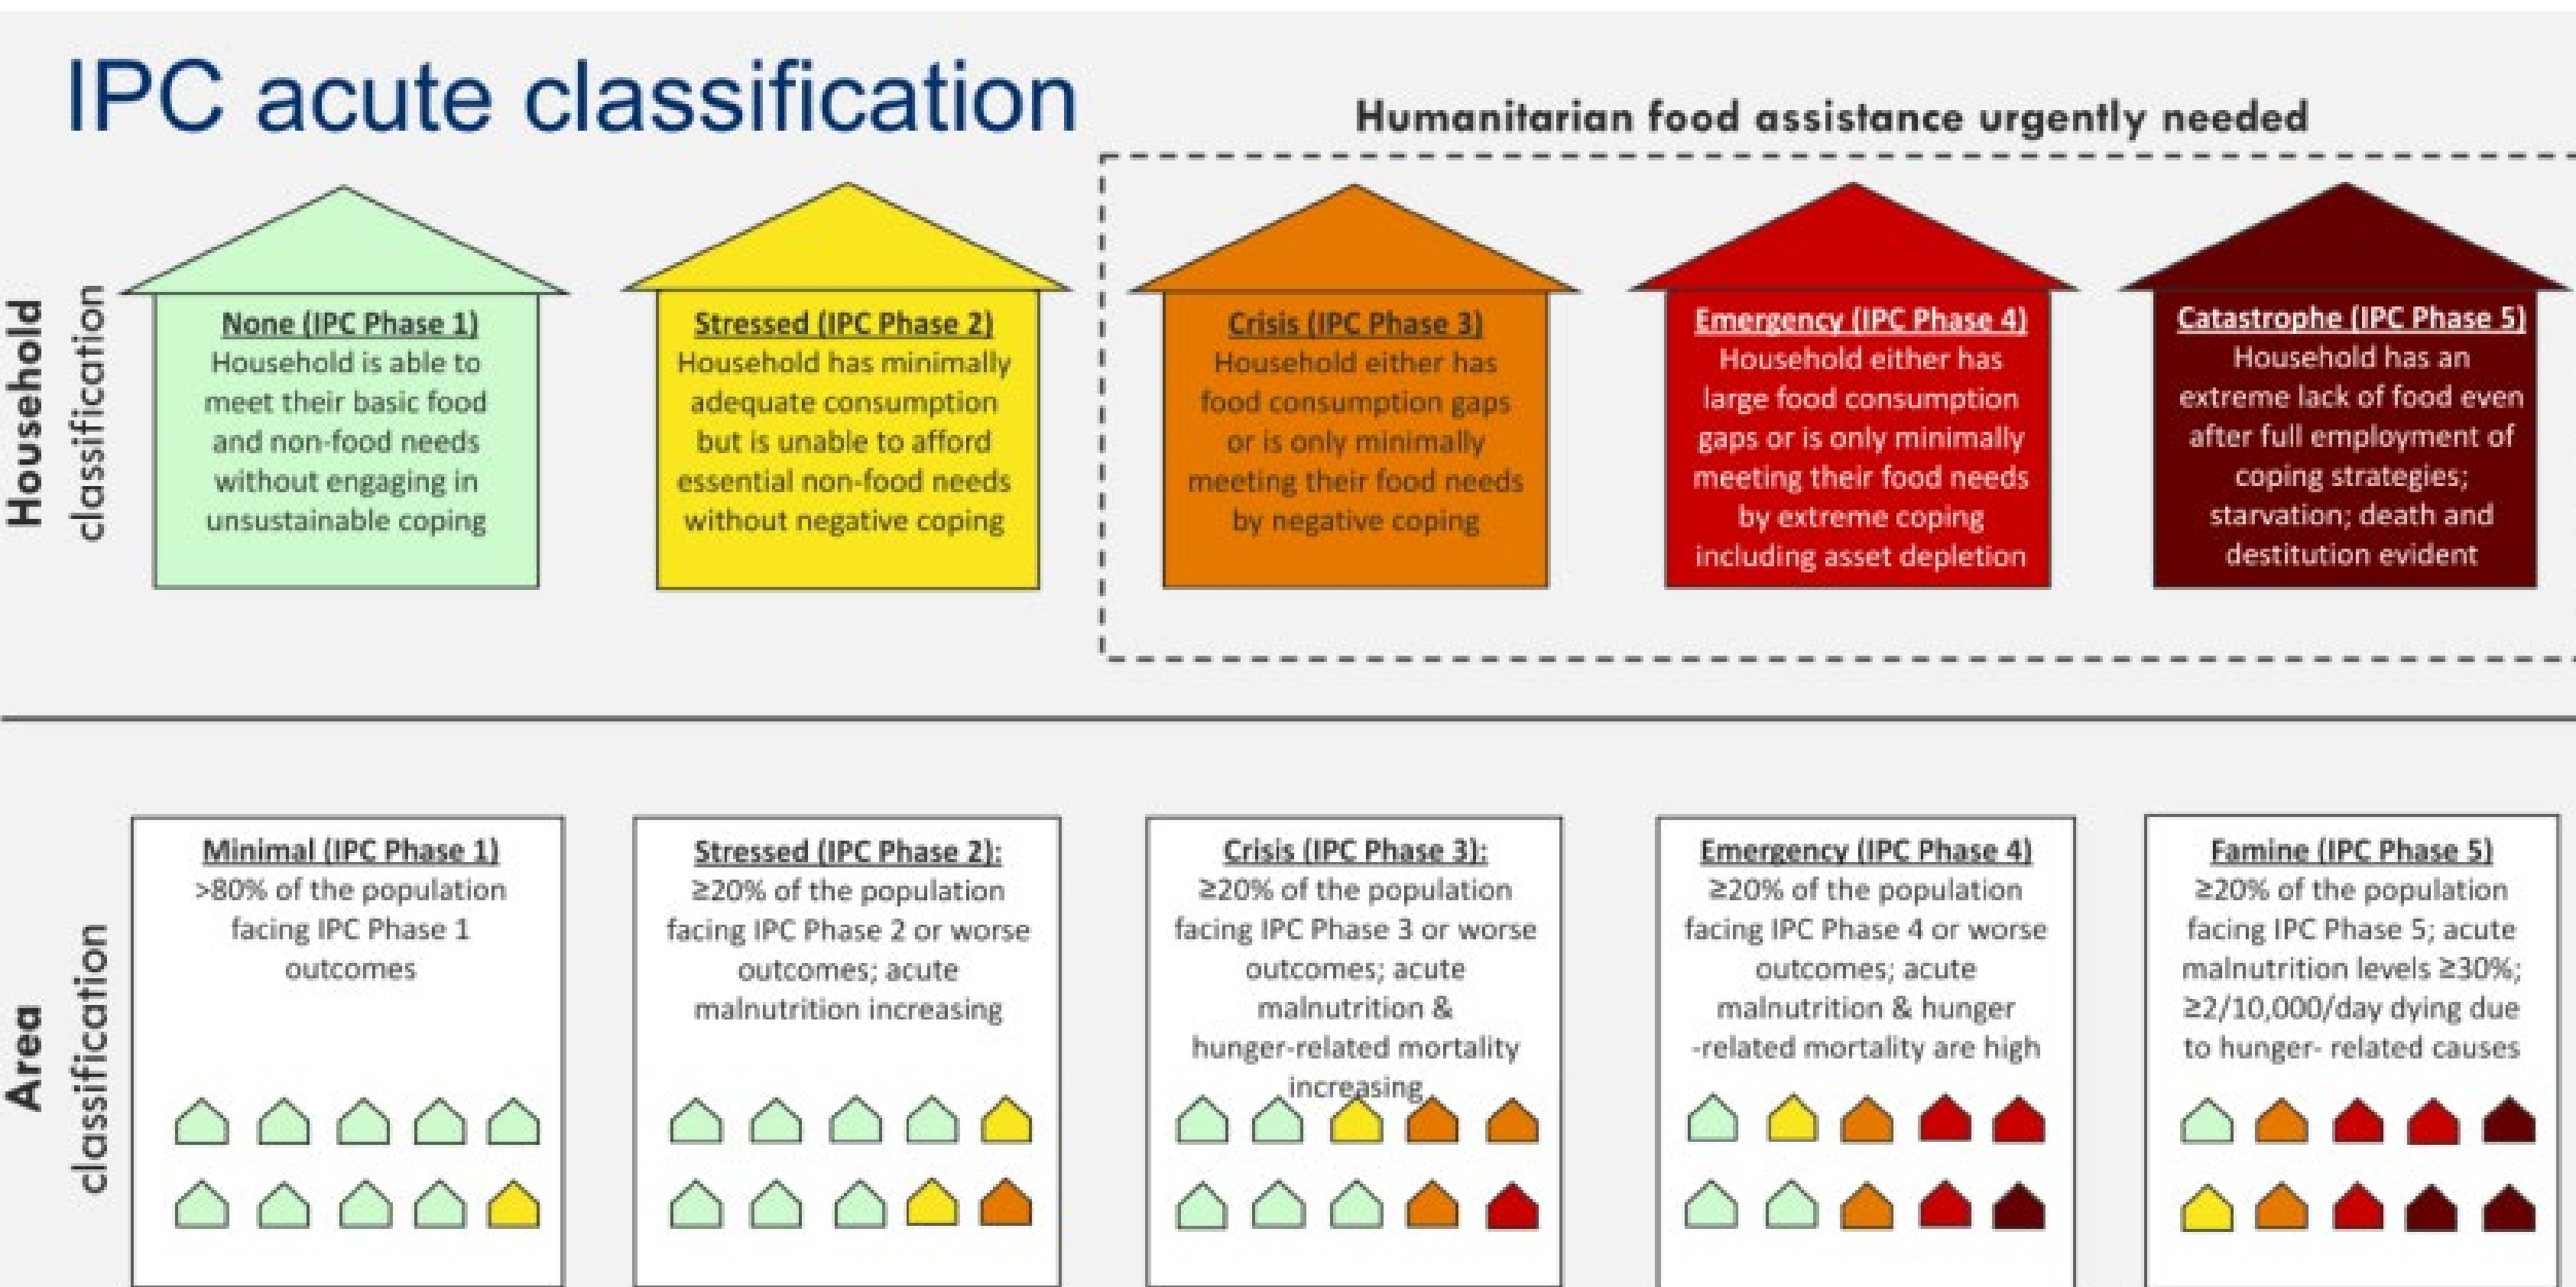 IPC acute classification
Humanitarian food assistance urgently needed
Household
classification
None (IPC Phase 1)
Household is able to
meet their basic food
and non-food needs
without engaging in
unsustainable coping
Stressed (IPC Phase 2)
Household has minimally
adequate consumption
but is unable to afford
essential non-food needs
without negative coping
Crisis (IPC Phase 3)
Household either has
food consumption gaps
or is only minimally
meeting their food needs
by negative coping
Emergency (IPC Phase 4)
Household either has
large food consumption
gaps or is only minimally
meeting their food needs
by extreme coping
including asset depletion
Catastrophe (IPC Phase 5)
Household has an
extreme lack of food even
after full employment of
coping strategies;
starvation; death and
destitution evident
Area
classification
Minimal (IPC Phase 1)
>80% of the population
facing IPC Phase 1
outcomes
Stressed (IPC Phase 2):
≥20% of the population
facing IPC Phase 2 or worse
outcomes; acute
malnutrition increasing
Crisis (IPC Phase 3):
≥20% of the population
facing IPC Phase 3 or worse
outcomes; acute
malnutrition &
hunger-related mortality
increasing
Emergency (IPC Phase 4)
≥20% of the population
facing IPC Phase 4 or worse
outcomes; acute
malnutrition & hunger
-related mortality are high
Famine (IPC Phase 5)
≥20% of the population
facing IPC Phase 5; acute
malnutrition levels ≥30%;
≥2/10,000/day dying due
to hunger- related causes